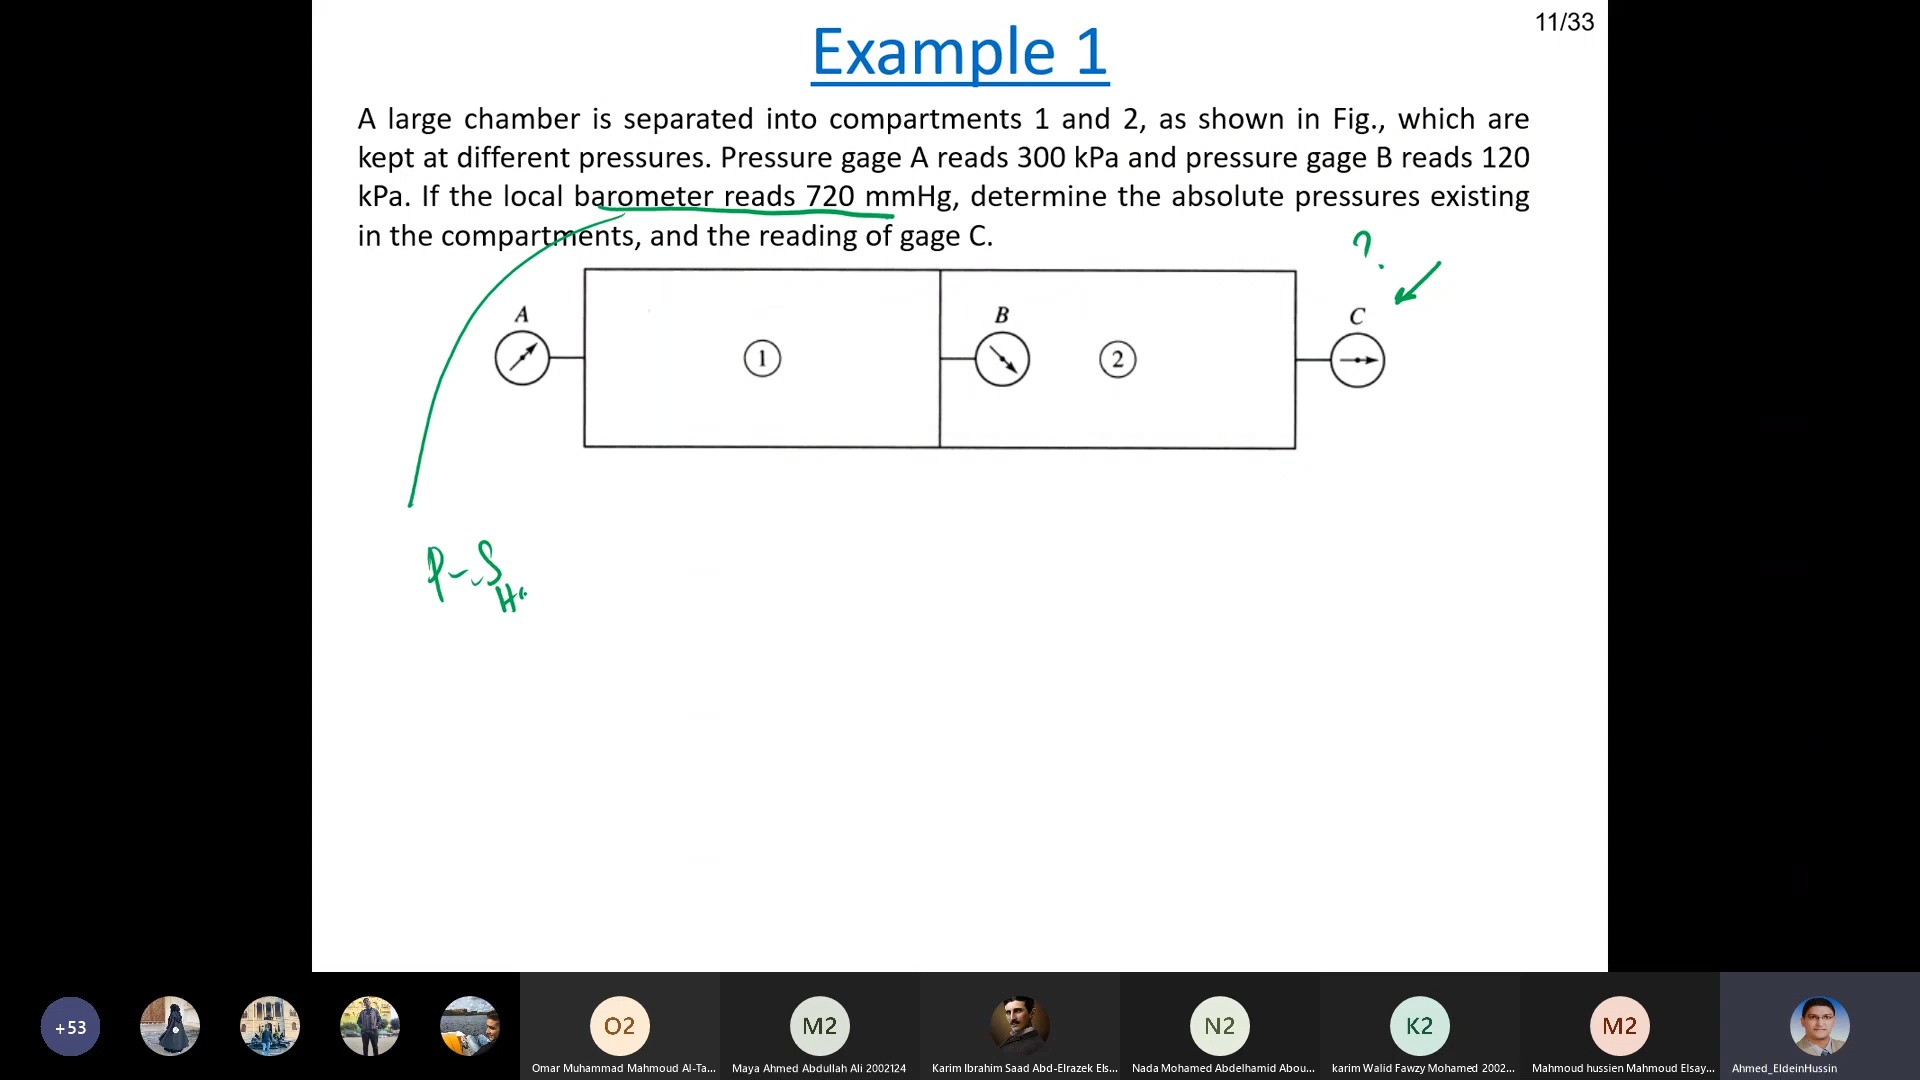 11/33
Example 1
A large chamber is separated into compartments 1 and 2, as shown in Fig., which are
kept at different pressures. Pressure gage A reads 300 kPa and pressure gage B reads 120
kPa. If the local barometer reads 720 mmHg, determine the absolute pressures existing
in the compartments, and the reading of gage C.
?
A B C
1 2
+53 O2 M2 N2 K2 M2
Omar Muhammad Mahmoud Al-Ta... Maya Ahmed Abdullah Ali 2002124 Karim Ibrahim Saad Abd-Elrazek Els... Nada Mohamed Abdelhamid Abou... karim Walid Fawzy Mohamed 2002... Mahmoud hussien Mahmoud Elsay... Ahmed_EldeinHussin